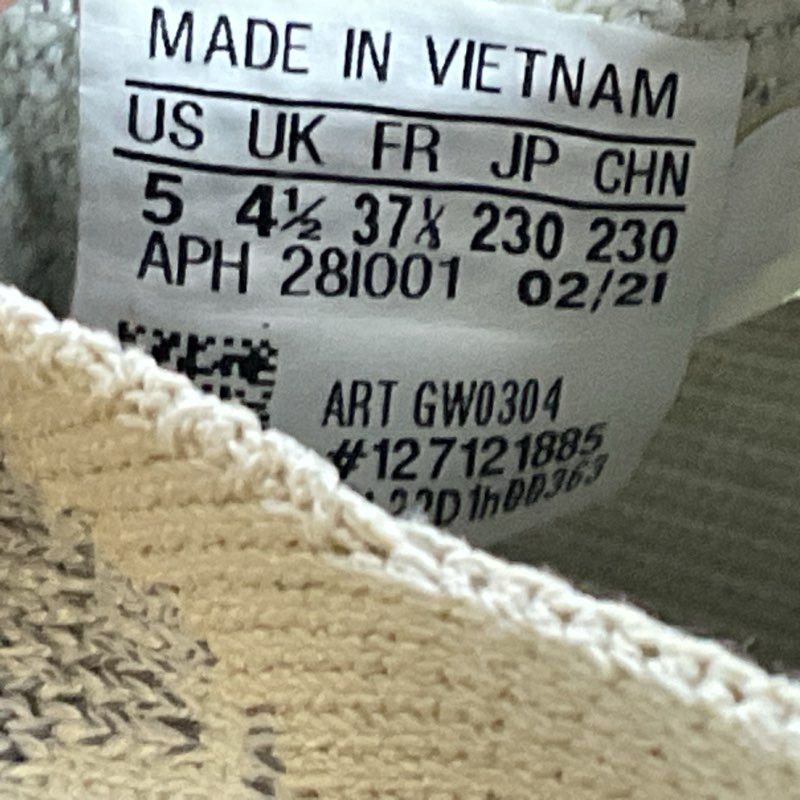 MADE IN VIETNAM
US UK FR JP CHN
5 4½ 37⅓ 230 230
APH 28I001 02/21
ART GW0304
#127121885